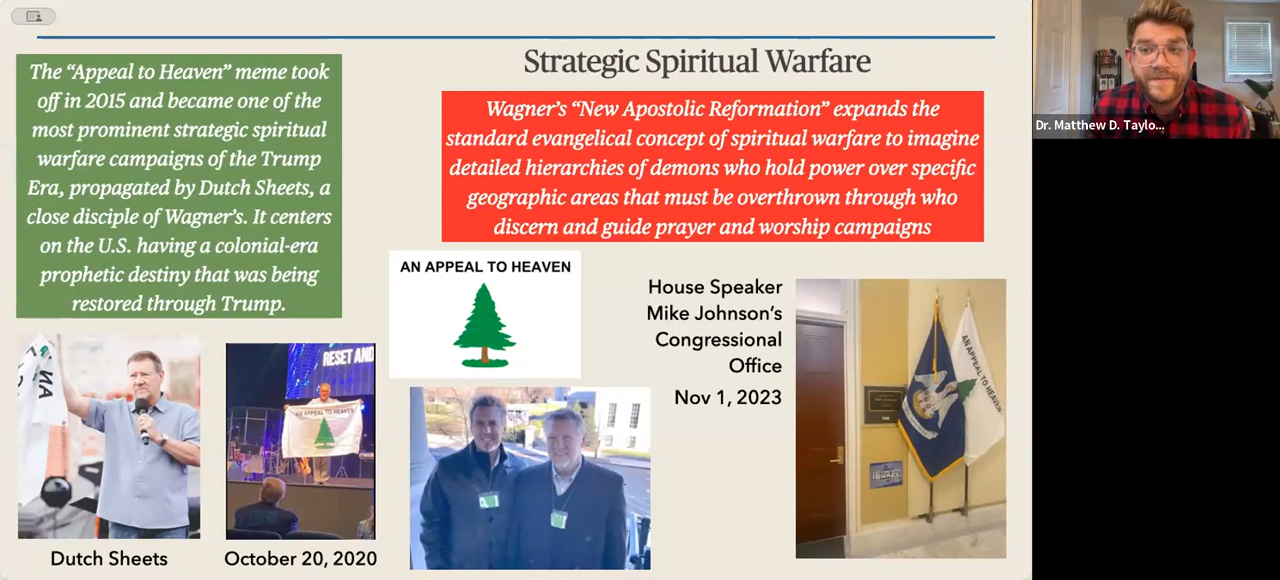 The “Appeal to Heaven” meme took
off in 2015 and became one of the
most prominent strategic spiritual
warfare campaigns of the Trump
Era, propagated by Dutch Sheets, a
close disciple of Wagner’s. It centers
on the U.S. having a colonial-era
prophetic destiny that was being
restored through Trump.
Strategic Spiritual Warfare
Wagner’s “New Apostolic Reformation” expands the
standard evangelical concept of spiritual warfare to imagine
detailed hierarchies of demons who hold power over specific
geographic areas that must be overthrown through who
discern and guide prayer and worship campaigns
Dr. Matthew D. Taylo...
AN APPEAL TO HEAVEN
House Speaker
Mike Johnson’s
Congressional
Office
Nov 1, 2023
AN APPEAL TO HEAVEN
ISRAEL
RESET AND
AN APPEAL TO HEAVEN
AN
Dutch Sheets
October 20, 2020